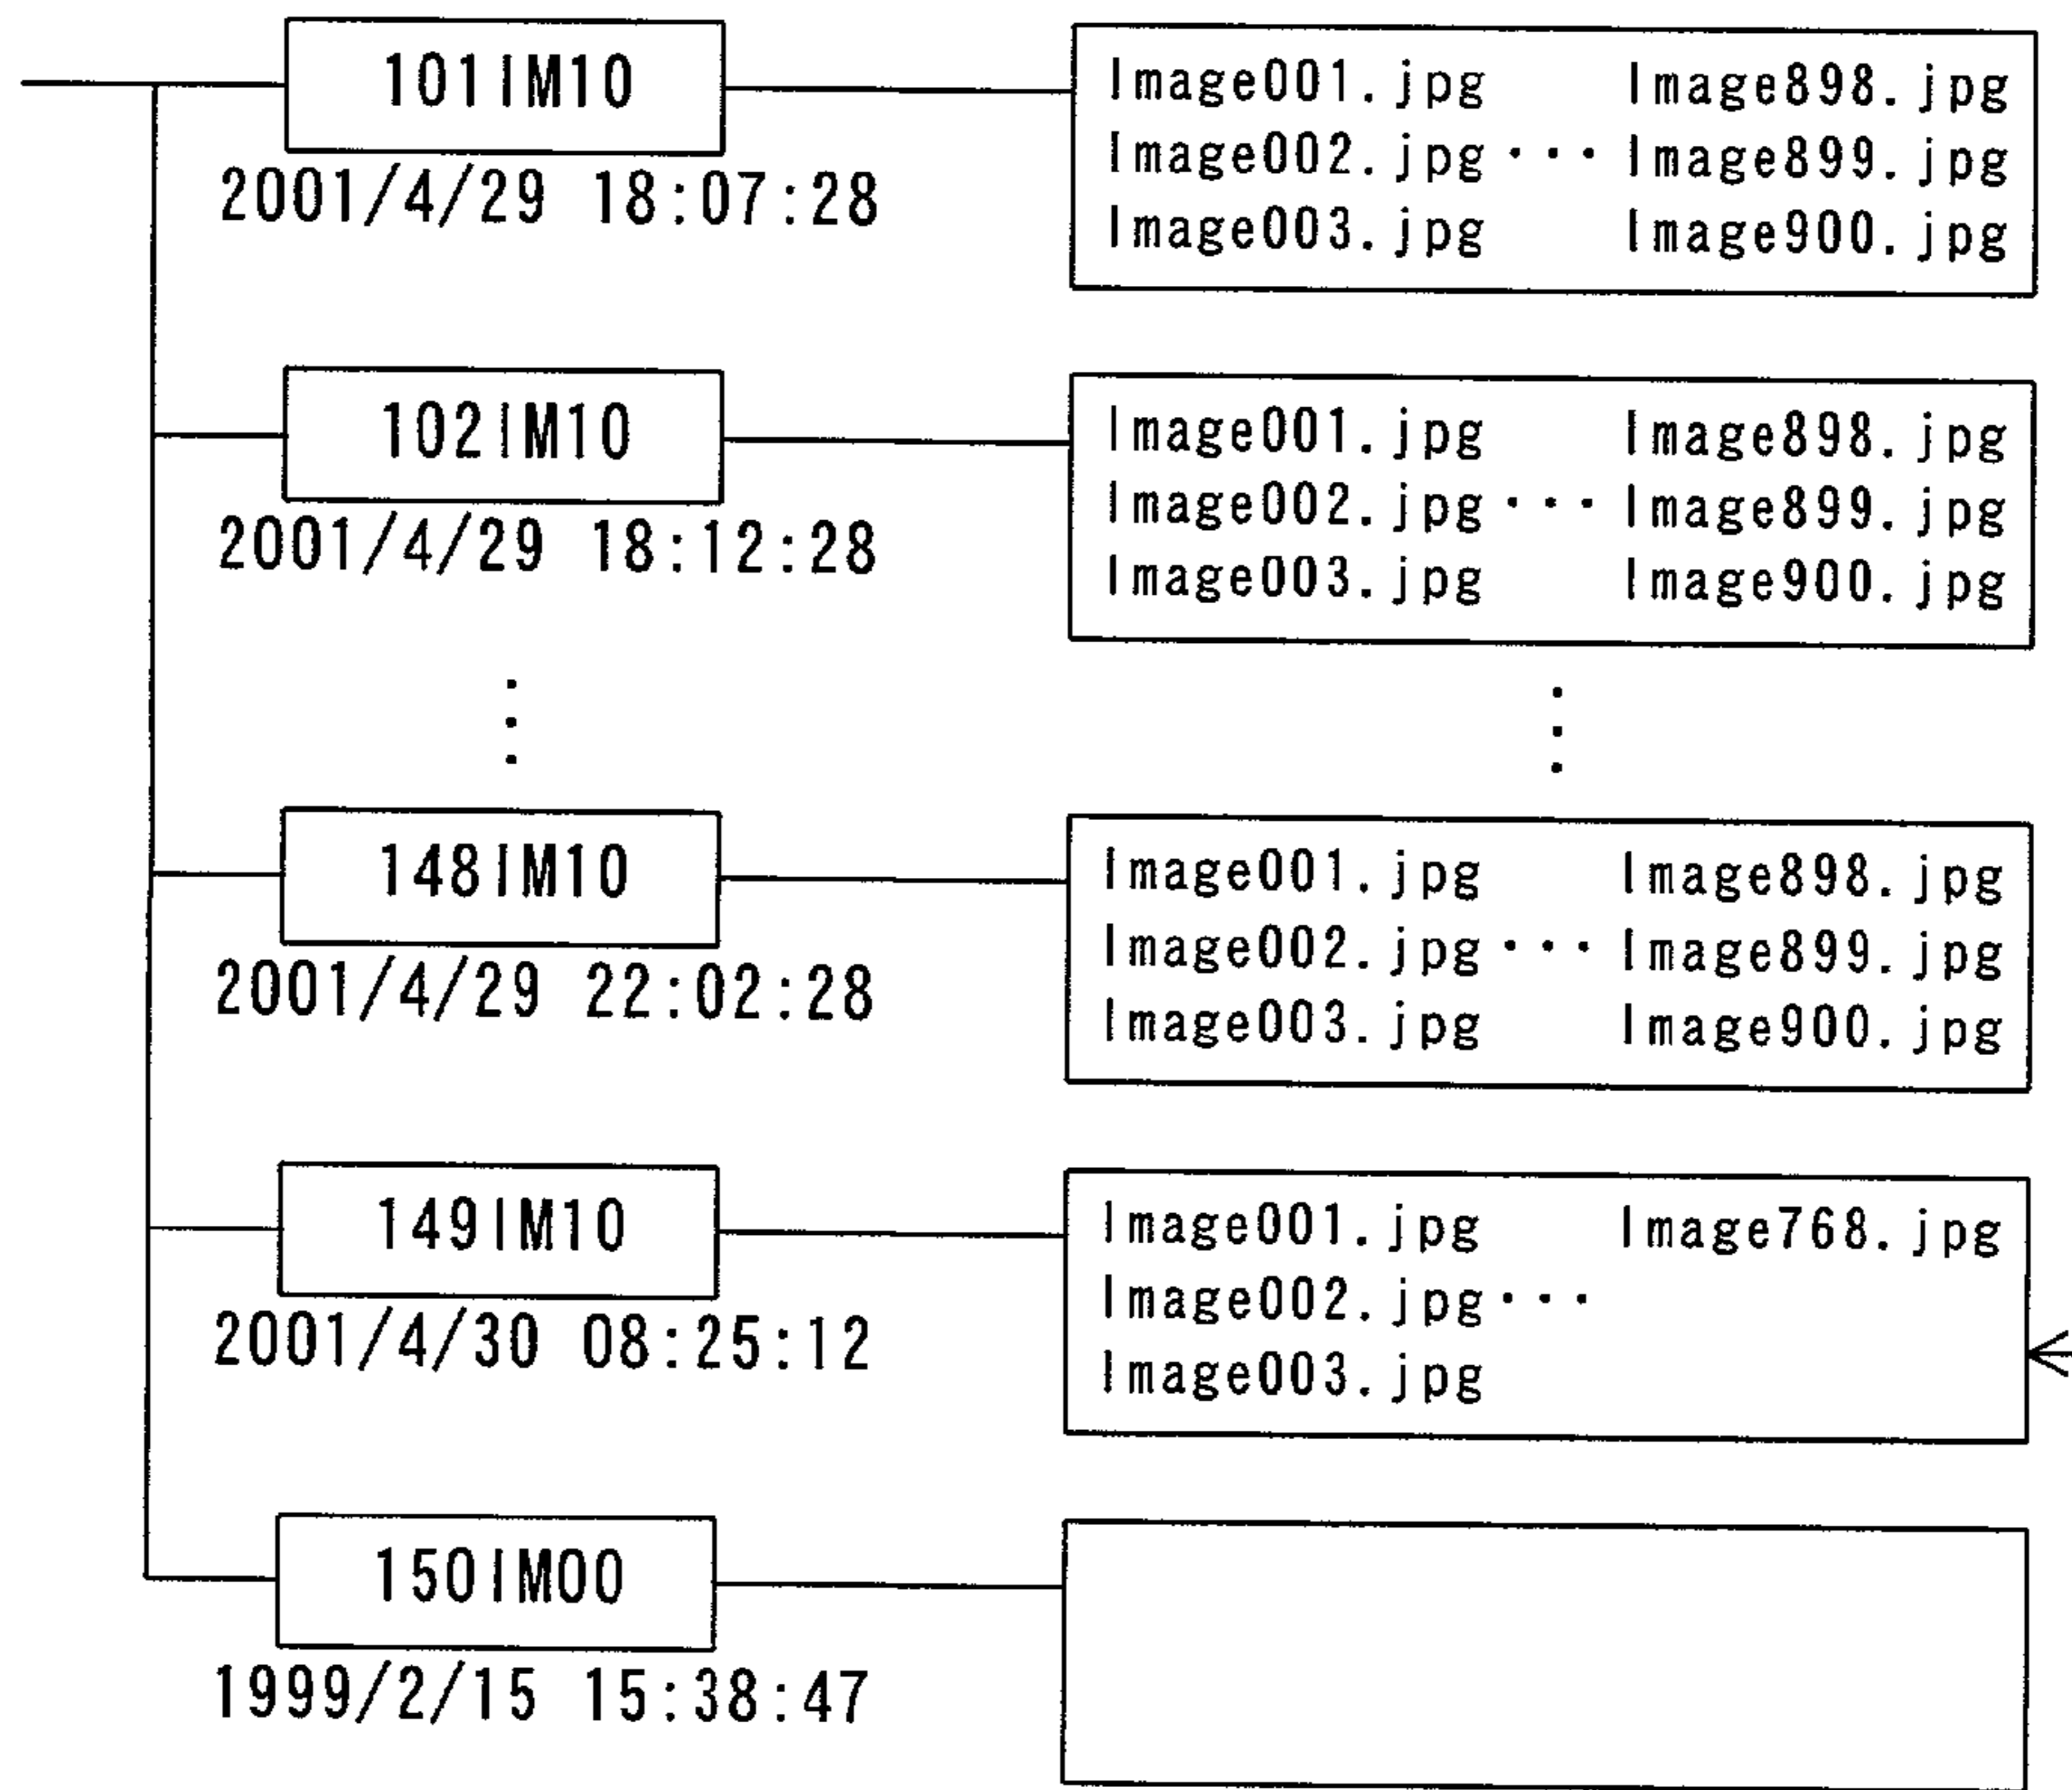 101IM10
2001/4/29 18:07:28
Image001.jpg Image898.jpg
Image002.jpg ··· Image899.jpg
Image003.jpg Image900.jpg
102IM10
2001/4/29 18:12:28
Image001.jpg Image898.jpg
Image002.jpg ··· Image899.jpg
Image003.jpg Image900.jpg
148IM10
2001/4/29 22:02:28
Image001.jpg Image898.jpg
Image002.jpg ··· Image899.jpg
Image003.jpg Image900.jpg
149IM10
2001/4/30 08:25:12
Image001.jpg Image768.jpg
Image002.jpg ···
Image003.jpg
150IM00
1999/2/15 15:38:47